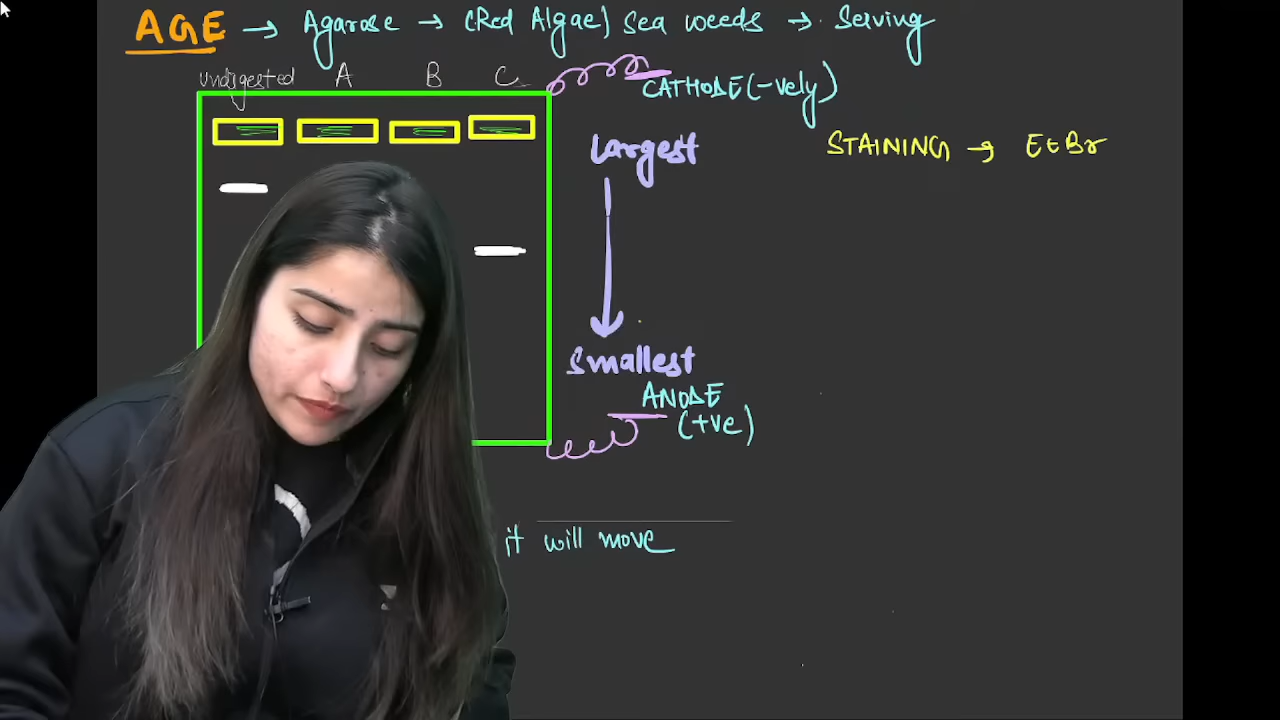 AGE → Agarose → (Red Algae) Sea weeds → Serving
undigested A B C
CATHODE (-vely)
Largest
STAINING → EtBr
Smallest
ANODE
(+ve)
it will move